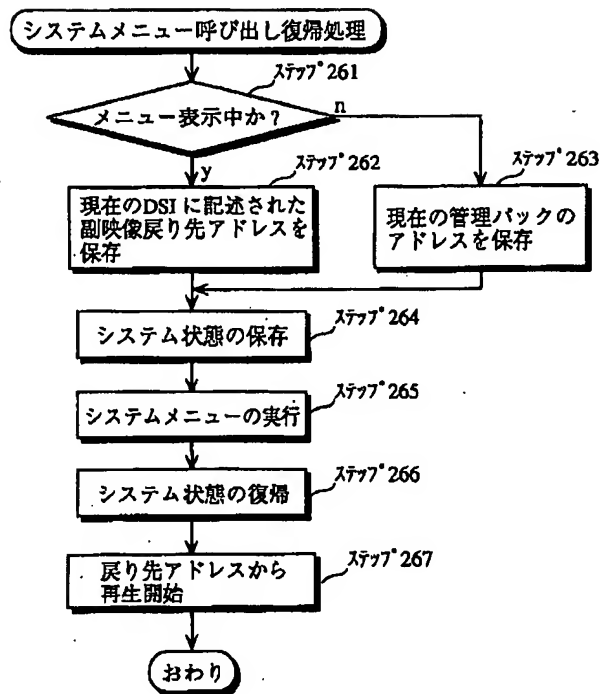 システムメニュー呼び出し復帰処理
ステップ261
メニュー表示中か?
n
y
ステップ262
ステップ263
現在のDSIに記述された
副映像戻り先アドレスを
保存
現在の管理パックの
アドレスを保存
ステップ264
システム状態の保存
ステップ265
システムメニューの実行
ステップ266
システム状態の復帰
ステップ267
戻り先アドレスから
再生開始
おわり